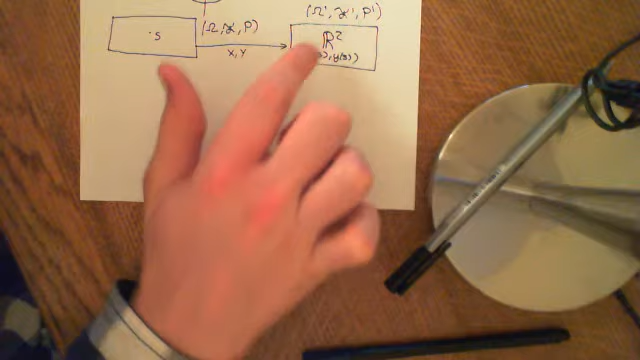 (Ω, 𝓕, P)
(Ω', 𝓕', P')
·s
X, Y
ℝ²